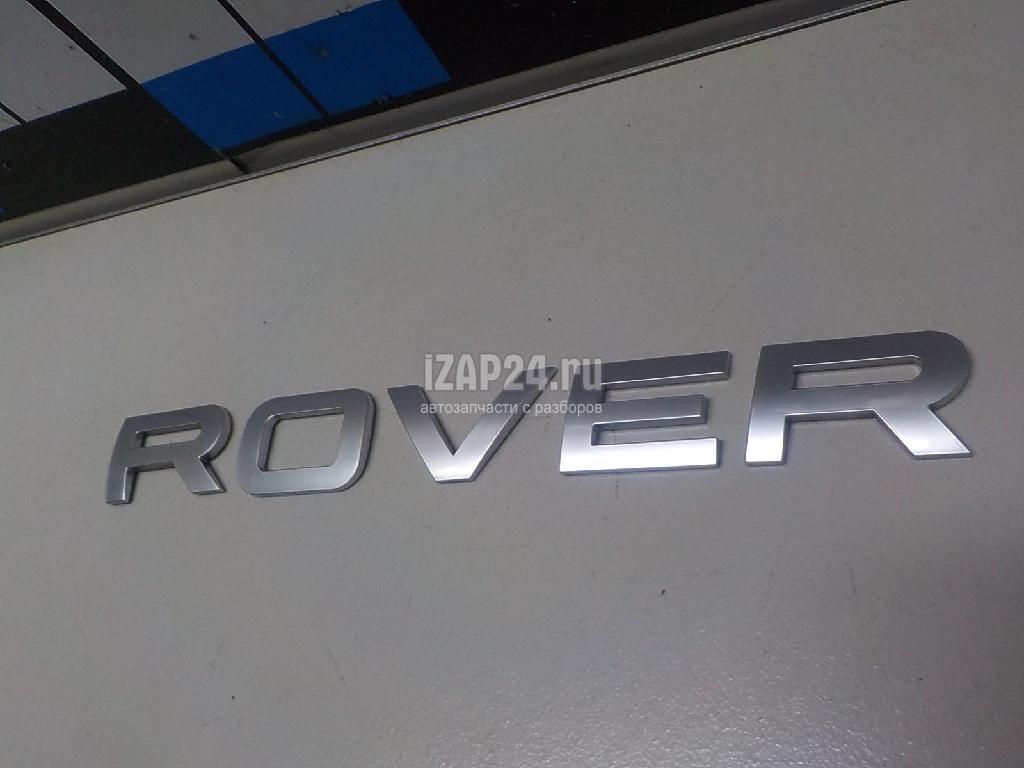 iZAP24.ru
автозапчасти с разборов
ROVER